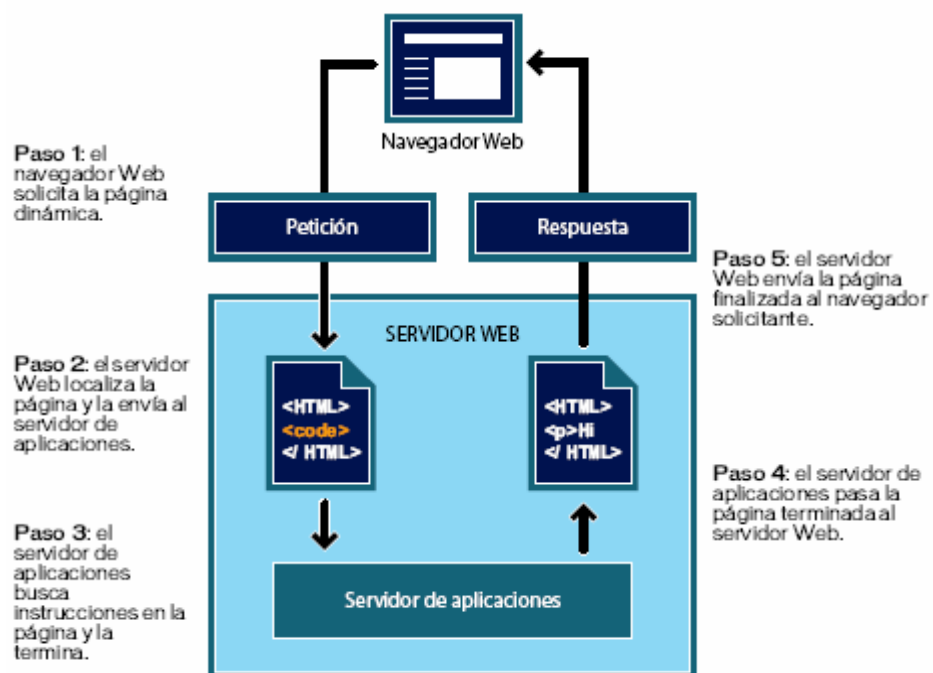 Navegador Web
Paso 1: el
navegador Web
solicita la página
dinámica.
Petición
Respuesta
Paso 5: el servidor
Web envía la página
finalizada al navegador
solicitante.
SERVIDOR WEB
Paso 2: el servidor
Web localiza la
página y la envía al
servidor de
aplicaciones.
<HTML>
<code>
</ HTML>
<HTML>
<p>Hi
</ HTML>
Paso 4: el servidor de
aplicaciones pasa la
página terminada al
servidor Web.
Paso 3: el
servidor de
aplicaciones
busca
instrucciones en la
página y la
termina.
Servidor de aplicaciones